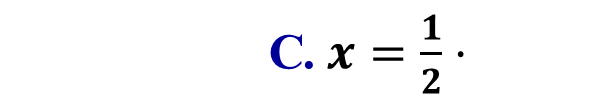 C. x = 1/2 ·